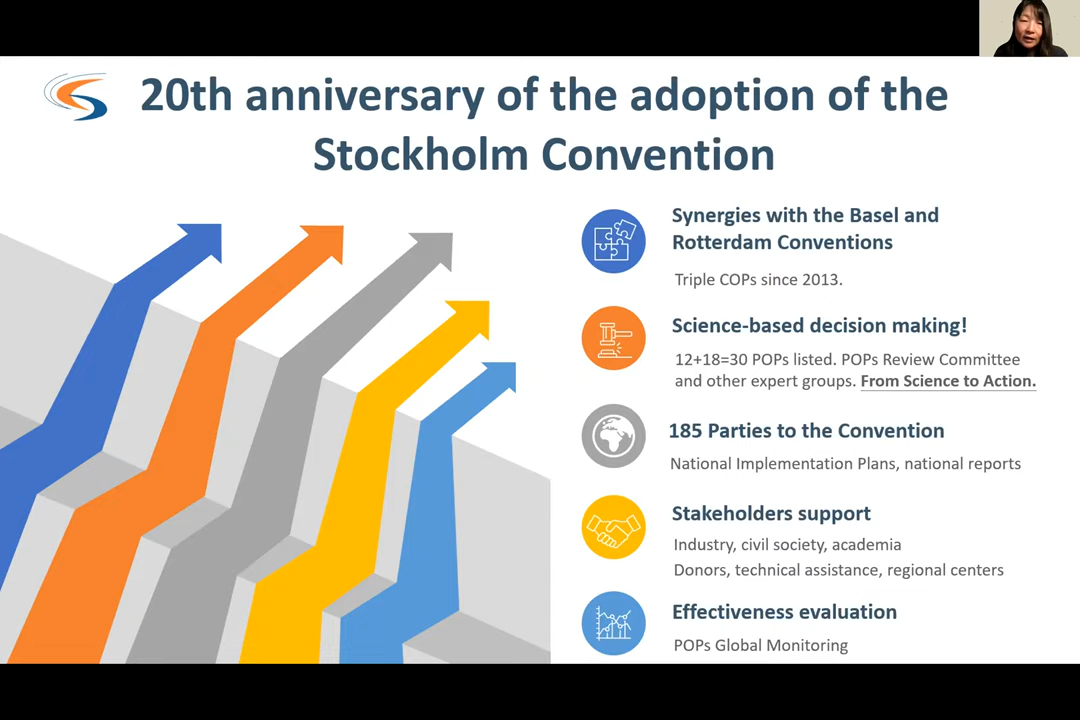 20th anniversary of the adoption of the
Stockholm Convention
Synergies with the Basel and
Rotterdam Conventions
Triple COPs since 2013.
Science-based decision making!
12+18=30 POPs listed. POPs Review Committee
and other expert groups. From Science to Action.
185 Parties to the Convention
National Implementation Plans, national reports
Stakeholders support
Industry, civil society, academia
Donors, technical assistance, regional centers
Effectiveness evaluation
POPs Global Monitoring